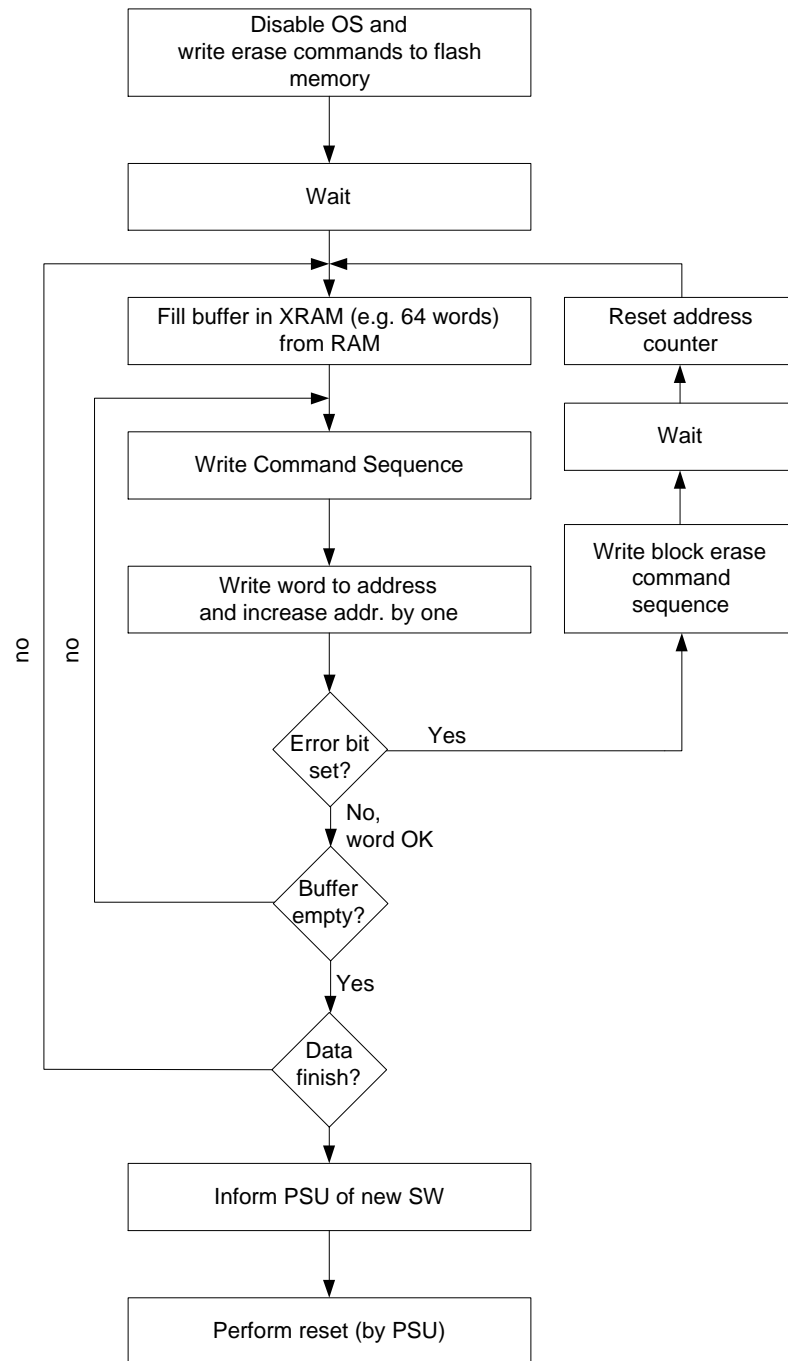 Disable OS and
write erase commands to flash
memory
Wait
Fill buffer in XRAM (e.g. 64 words)
from RAM
Reset address
counter
Wait
Write Command Sequence
Write block erase
command
sequence
Write word to address
and increase addr. by one
no
no
Error bit
set?
Yes
No,
word OK
Buffer
empty?
Yes
Data
finish?
Inform PSU of new SW
Perform reset (by PSU)